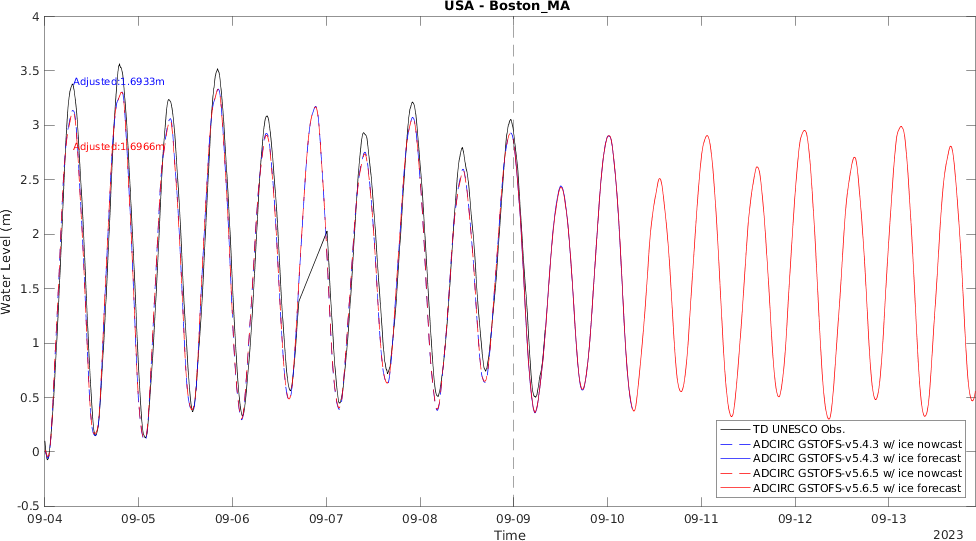 USA - Boston_MA
4
3.5
3
2.5
2
1.5
1
0.5
0
-0.5
Water Level (m)
Adjusted:1.6933m
Adjusted:1.6966m
TD UNESCO Obs.
ADCIRC GSTOFS-v5.4.3 w/ ice nowcast
ADCIRC GSTOFS-v5.4.3 w/ ice forecast
ADCIRC GSTOFS-v5.6.5 w/ ice nowcast
ADCIRC GSTOFS-v5.6.5 w/ ice forecast
09-04 09-05 09-06 09-07 09-08 09-09 09-10 09-11 09-12 09-13
Time
2023